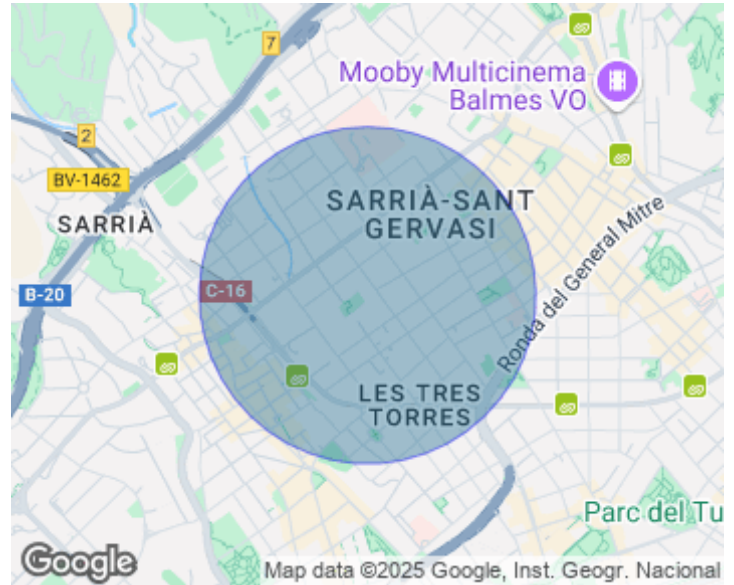 7
Mooby Multicinema
Balmes VO
2
BV-1462
SARRIÀ
SARRIÀ-SANT
GERVASI
B-20
C-16
Ronda del General Mitre
LES TRES
TORRES
Parc del Tu
Google
Map data ©2025 Google, Inst. Geogr. Nacional